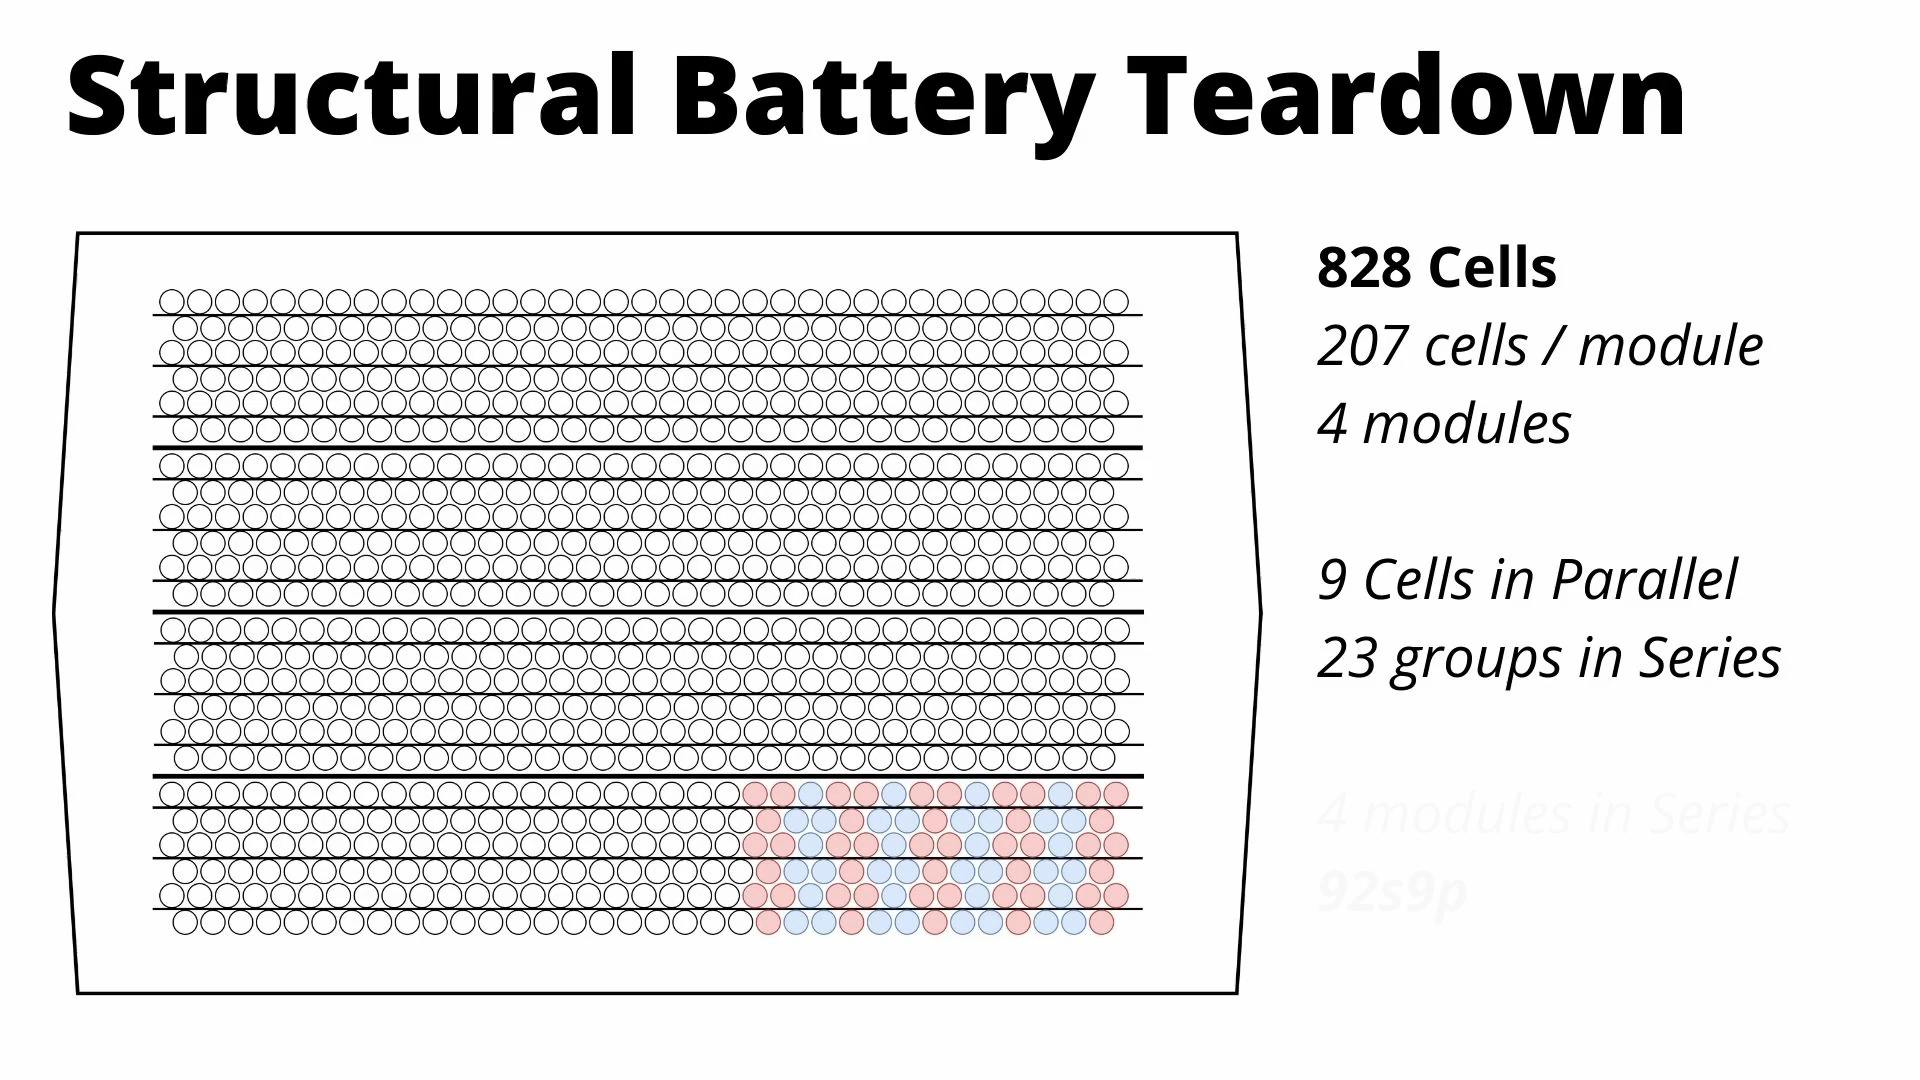 Structural Battery Teardown
828 Cells
207 cells / module
4 modules
9 Cells in Parallel
23 groups in Series
4 modules in Series
92s9p